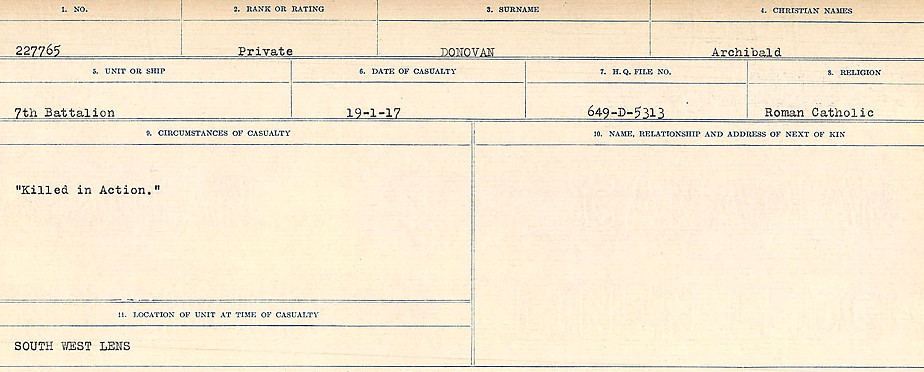 1. NO. 2. RANK OR RATING 3. SURNAME 4. CHRISTIAN NAMES
227765 Private DONOVAN Archibald
5. UNIT OR SHIP 6. DATE OF CASUALTY 7. H.Q. FILE NO. 8. RELIGION
7th Battalion 19-1-17 649-D-5313 Roman Catholic
9. CIRCUMSTANCES OF CASUALTY 10. NAME, RELATIONSHIP AND ADDRESS OF NEXT OF KIN
"Killed in Action."
11. LOCATION OF UNIT AT TIME OF CASUALTY
SOUTH WEST LENS